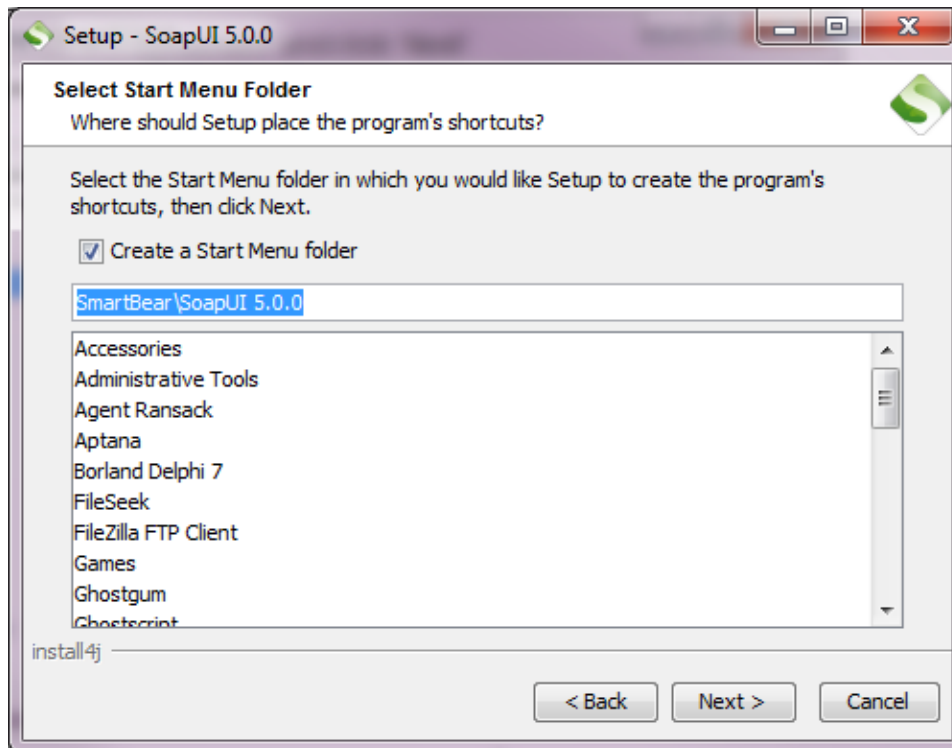 Setup - SoapUI 5.0.0
Select Start Menu Folder
Where should Setup place the program's shortcuts?
Select the Start Menu folder in which you would like Setup to create the program's
shortcuts, then click Next.
Create a Start Menu folder
SmartBear\SoapUI 5.0.0
Accessories
Administrative Tools
Agent Ransack
Aptana
Borland Delphi 7
FileSeek
FileZilla FTP Client
Games
Ghostgum
Ghostscript
install4j
< Back Next > Cancel